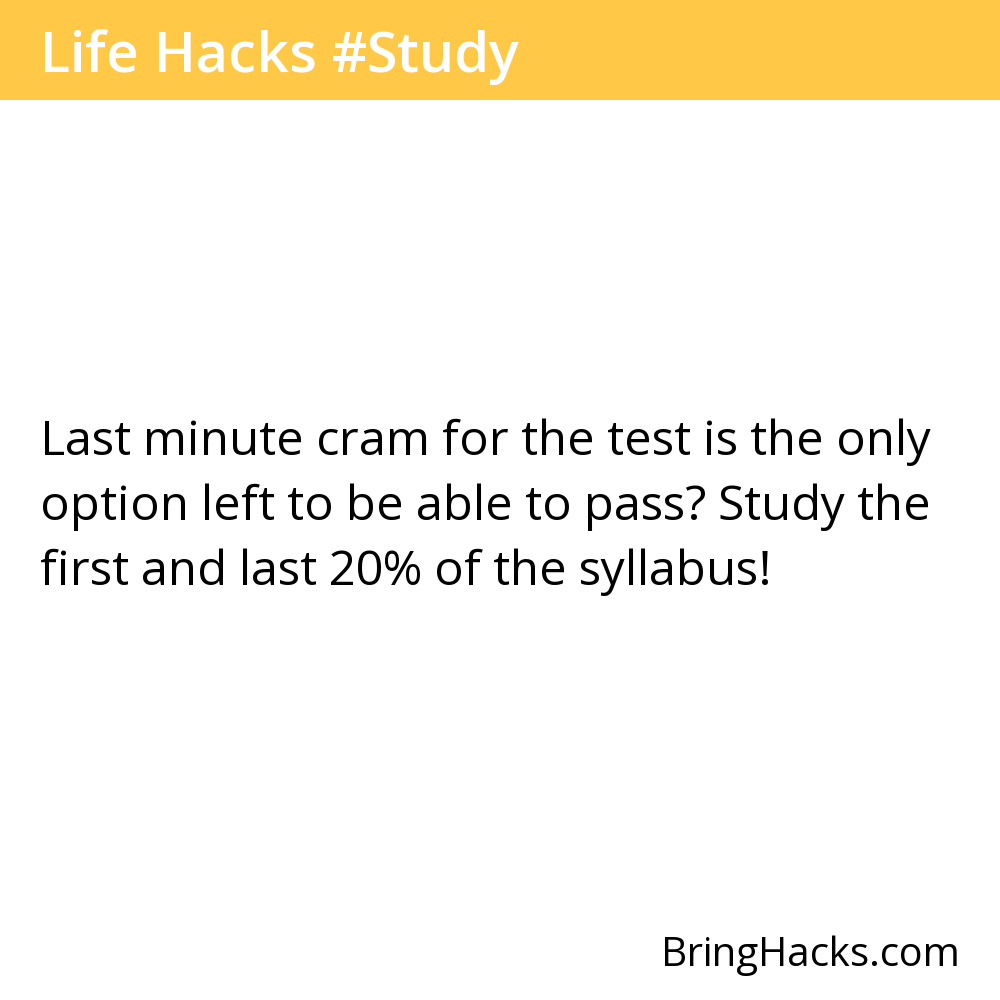 Life Hacks #Study
Last minute cram for the test is the only
option left to be able to pass? Study the
first and last 20% of the syllabus!
BringHacks.com